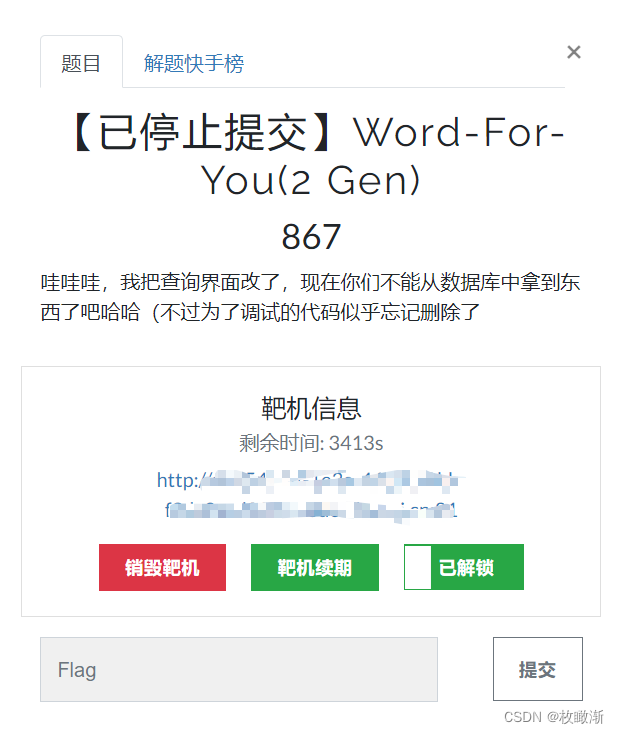 题目 解题快手榜 ×
【已停止提交】Word-For-
You(2 Gen)
867
哇哇哇，我把查询界面改了，现在你们不能从数据库中拿到东
西了吧哈哈（不过为了调试的代码似乎忘记删除了
靶机信息
剩余时间: 3413s
http://
销毁靶机 靶机续期 已解锁
Flag 提交
CSDN @枚瞰渐